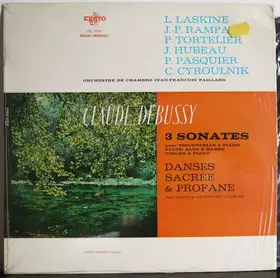 ERATO
L. LASKINE
J.-P. RAMPAL
P. TORTELIER
J. HUBEAU
P. PASQUIER
C. CYROULNIK
ORCHESTRE DE CHAMBRE JEAN-FRANÇOIS PAILLARD
CLAUDE DEBUSSY
3 SONATES
pour VIOLONCELLE & PIANO
FLUTE, ALTO & HARPE
VIOLON & PIANO
DANSES
SACRÉE
& PROFANE